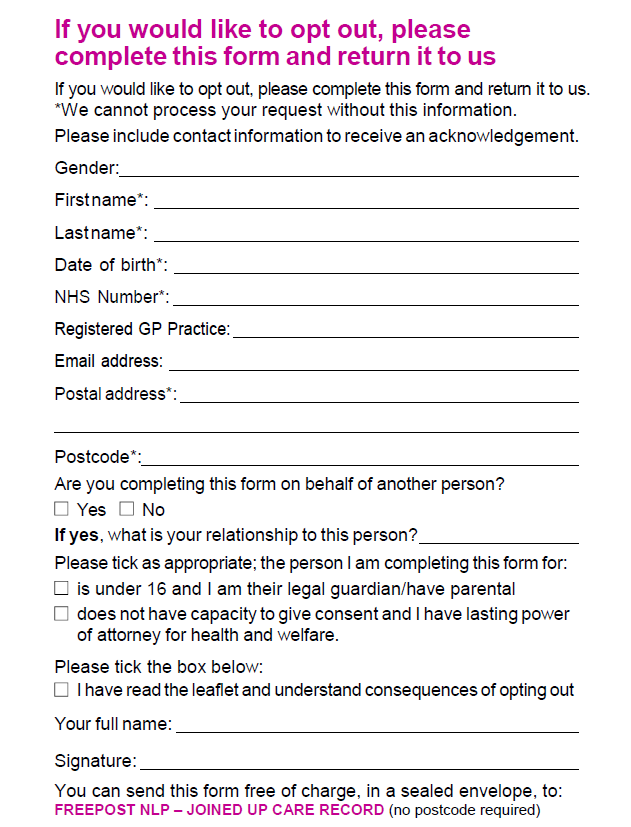 If you would like to opt out, please
complete this form and return it to us
If you would like to opt out, please complete this form and return it to us.
*We cannot process your request without this information.
Please include contact information to receive an acknowledgement.
Gender:
First name*:
Last name*:
Date of birth*:
NHS Number*:
Registered GP Practice:
Email address:
Postal address*:
Postcode*:
Are you completing this form on behalf of another person?
Yes No
If yes, what is your relationship to this person?
Please tick as appropriate; the person I am completing this form for:
is under 16 and I am their legal guardian/have parental
does not have capacity to give consent and I have lasting power
of attorney for health and welfare.
Please tick the box below:
I have read the leaflet and understand consequences of opting out
Your full name:
Signature:
You can send this form free of charge, in a sealed envelope, to:
FREEPOST NLP – JOINED UP CARE RECORD (no postcode required)